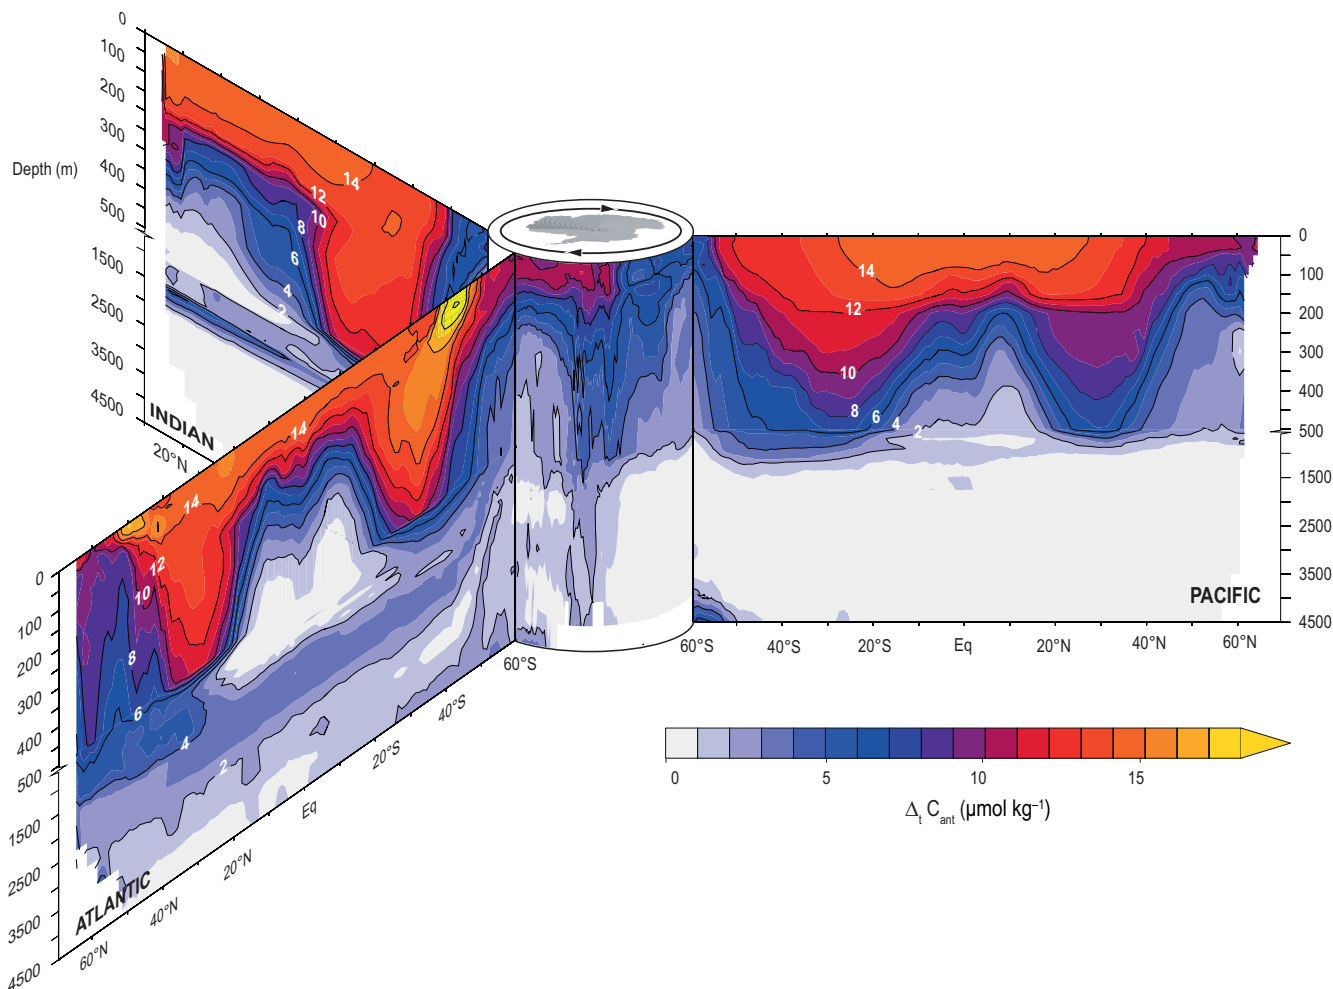 0
100
200
300
400
500
1500
2500
3500
4500
Depth (m)
INDIAN
20°N
14
12
10
8
6
4
2
14
14
12
10
8
6
4
2
0
100
200
300
400
500
1500
2500
3500
4500
ATLANTIC
60°N
40°N
20°N
Eq
20°S
40°S
60°S
14
12
10
8
6
4
2
0
100
200
300
400
500
1500
2500
3500
4500
PACIFIC
60°S
40°S
20°S
Eq
20°N
40°N
60°N
0
5
10
15
Δt Cant (µmol kg–1)